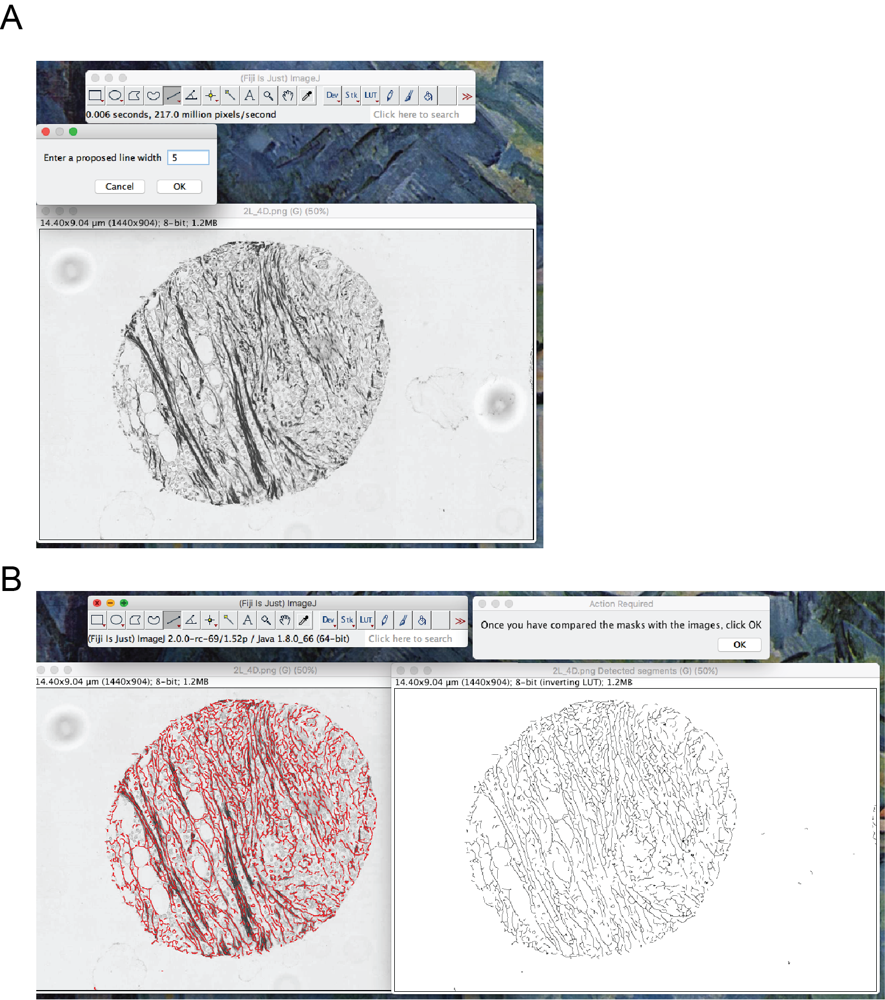 A
(Fiji Is Just) ImageJ
A
Dev Stk LUT >>
0.006 seconds, 217.0 million pixels/second Click here to search
Enter a proposed line width 5
Cancel OK
2L_4D.png (G) (50%)
14.40x9.04 µm (1440x904); 8-bit; 1.2MB
B
(Fiji Is Just) ImageJ
A
Dev Stk LUT >>
(Fiji Is Just) ImageJ 2.0.0-rc-69/1.52p / Java 1.8.0_66 (64-bit) Click here to search
Action Required
Once you have compared the masks with the images, click OK
OK
2L_4D.png (G) (50%)
14.40x9.04 µm (1440x904); 8-bit; 1.2MB
2L_4D.png Detected segments (G) (50%)
14.40x9.04 µm (1440x904); 8-bit (inverting LUT); 1.2MB